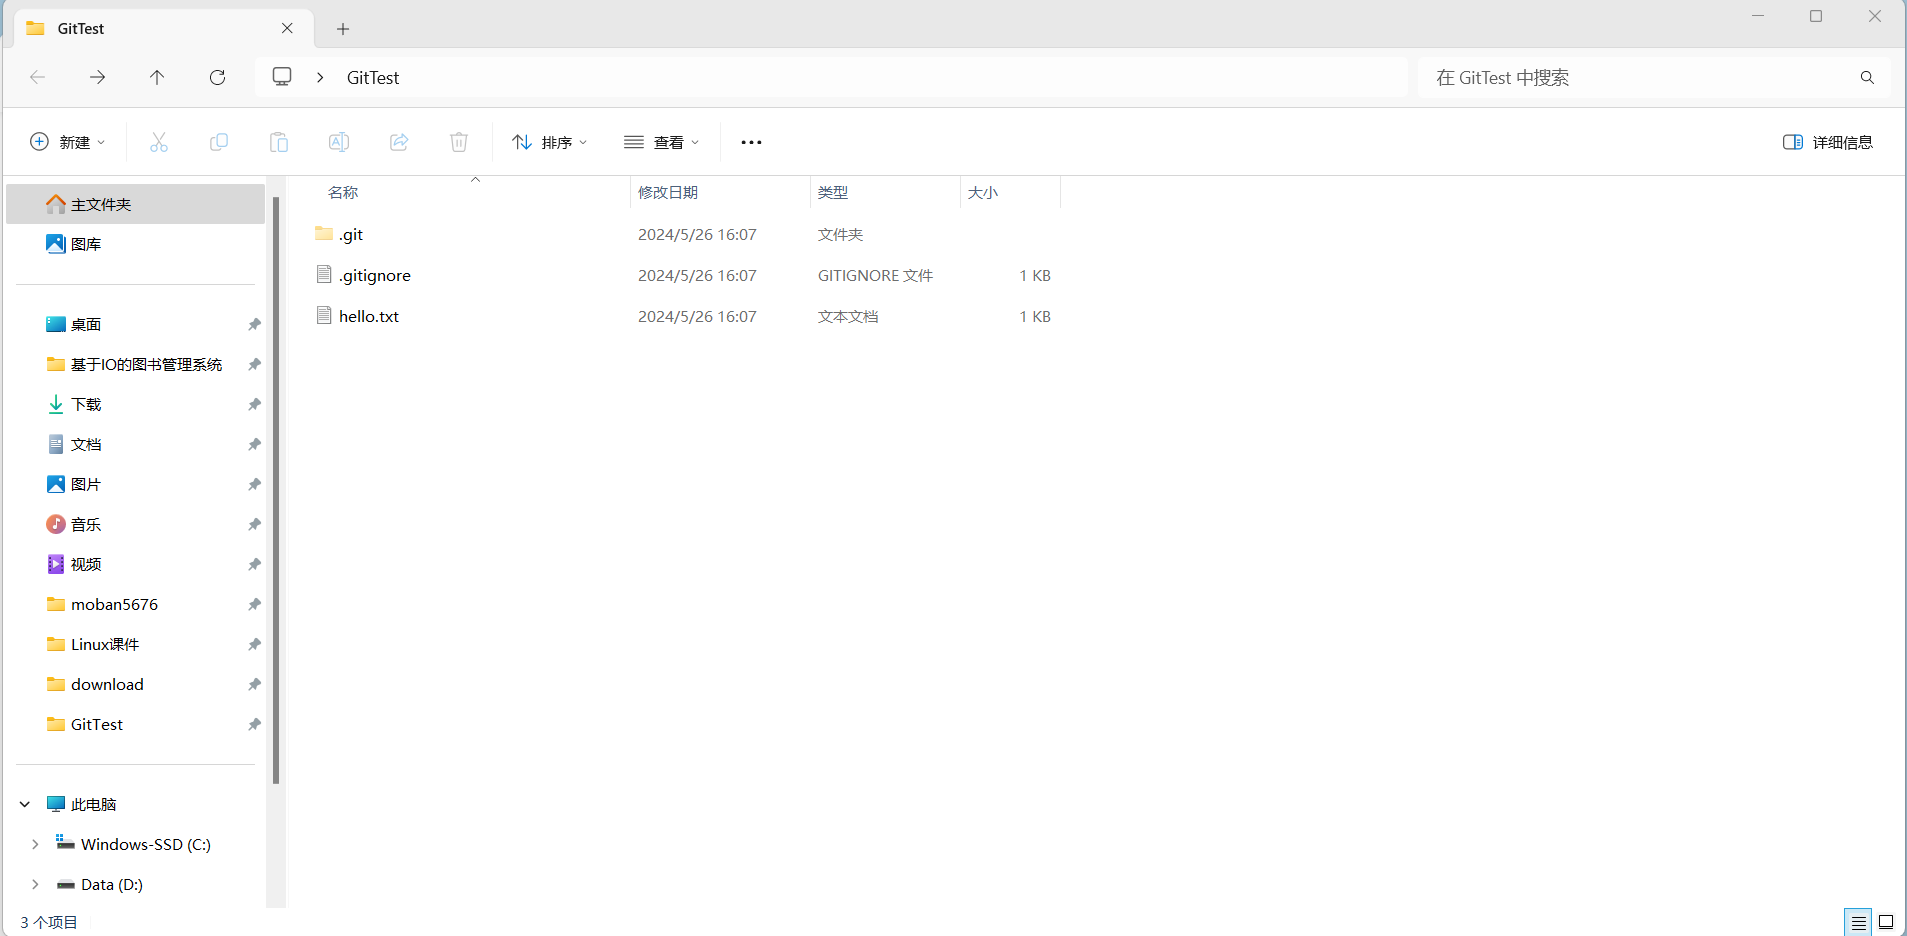 GitTest
GitTest
在 GitTest 中搜索
新建
排序
查看
详细信息
主文件夹
图库
桌面
基于IO的图书管理系统
下载
文档
图片
音乐
视频
moban5676
Linux课件
download
GitTest
此电脑
Windows-SSD (C:)
Data (D:)
名称 修改日期 类型 大小
.git 2024/5/26 16:07 文件夹
.gitignore 2024/5/26 16:07 GITIGNORE 文件 1 KB
hello.txt 2024/5/26 16:07 文本文档 1 KB
3 个项目